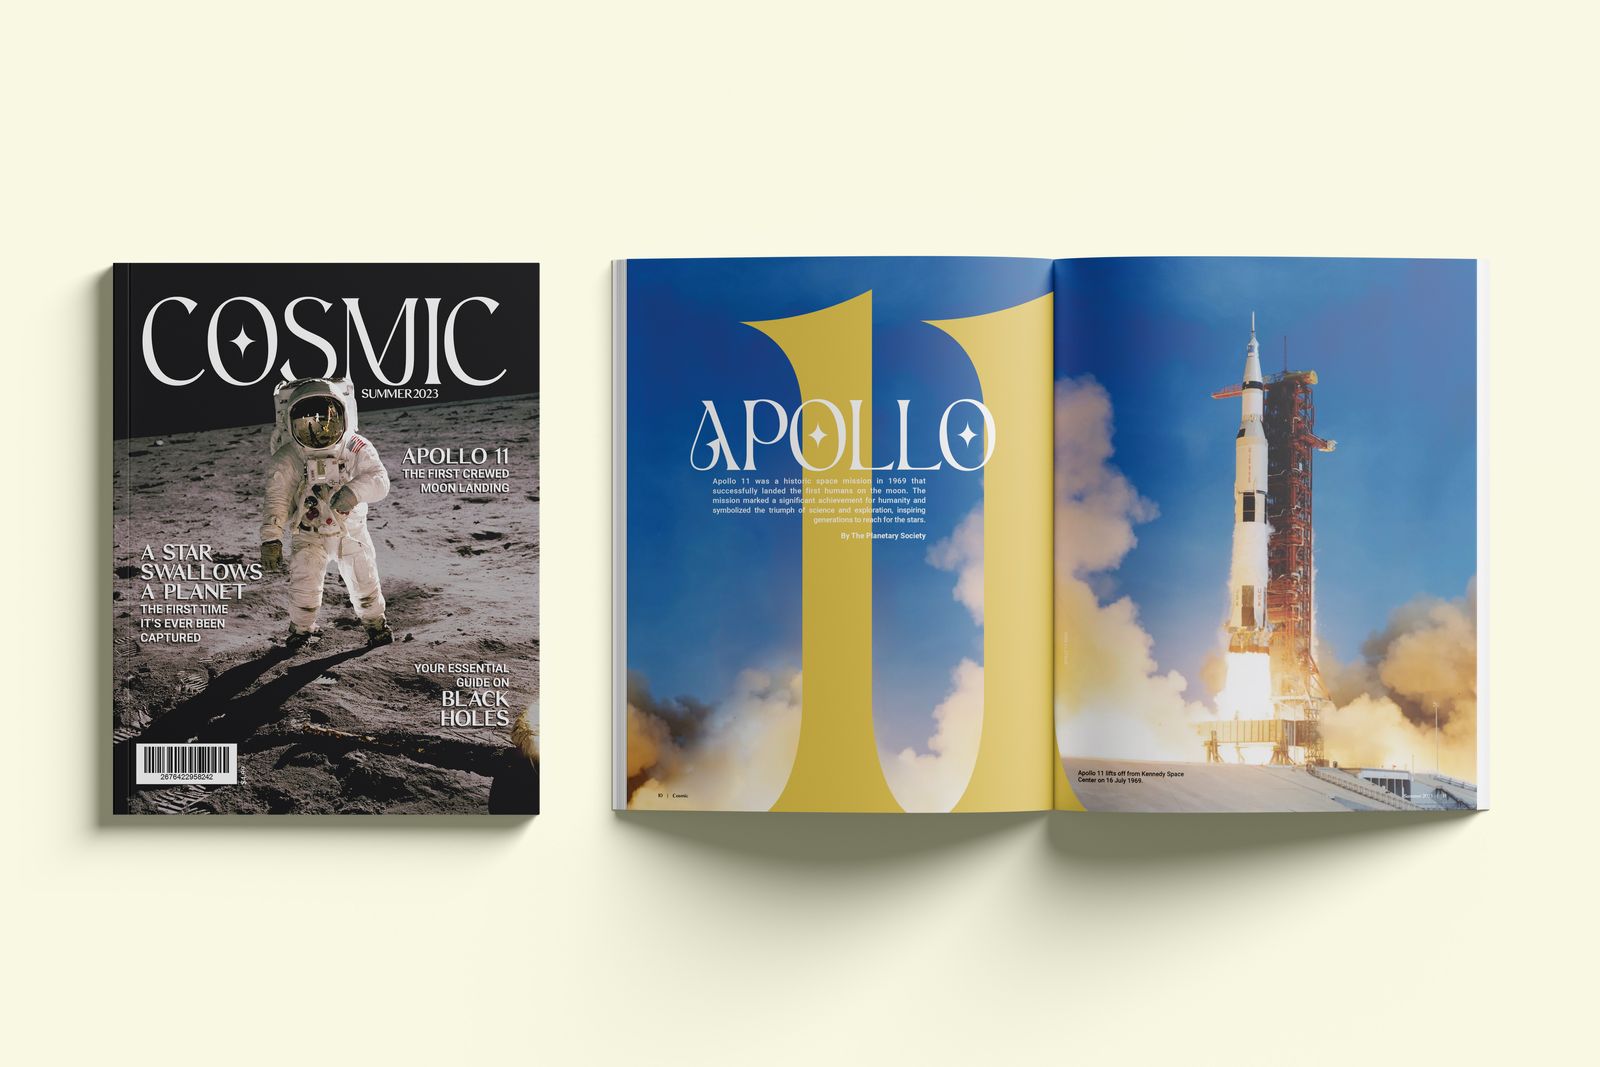 COSMIC
SUMMER 2023
APOLLO 11
THE FIRST CREWED
MOON LANDING
A STAR
SWALLOWS
A PLANET
THE FIRST TIME
IT'S EVER BEEN
CAPTURED
YOUR ESSENTIAL
GUIDE ON
BLACK
HOLES
2676422958242
11
APOLLO
Apollo 11 was a historic space mission in 1969 that
successfully landed the first humans on the moon. The
mission marked a significant achievement for humanity and
symbolized the triumph of science and exploration, inspiring
generations to reach for the stars.
By The Planetary Society
10 | Cosmic
Apollo 11 lifts off from Kennedy Space
Center on 16 July 1969.
Summer 2023 | 11